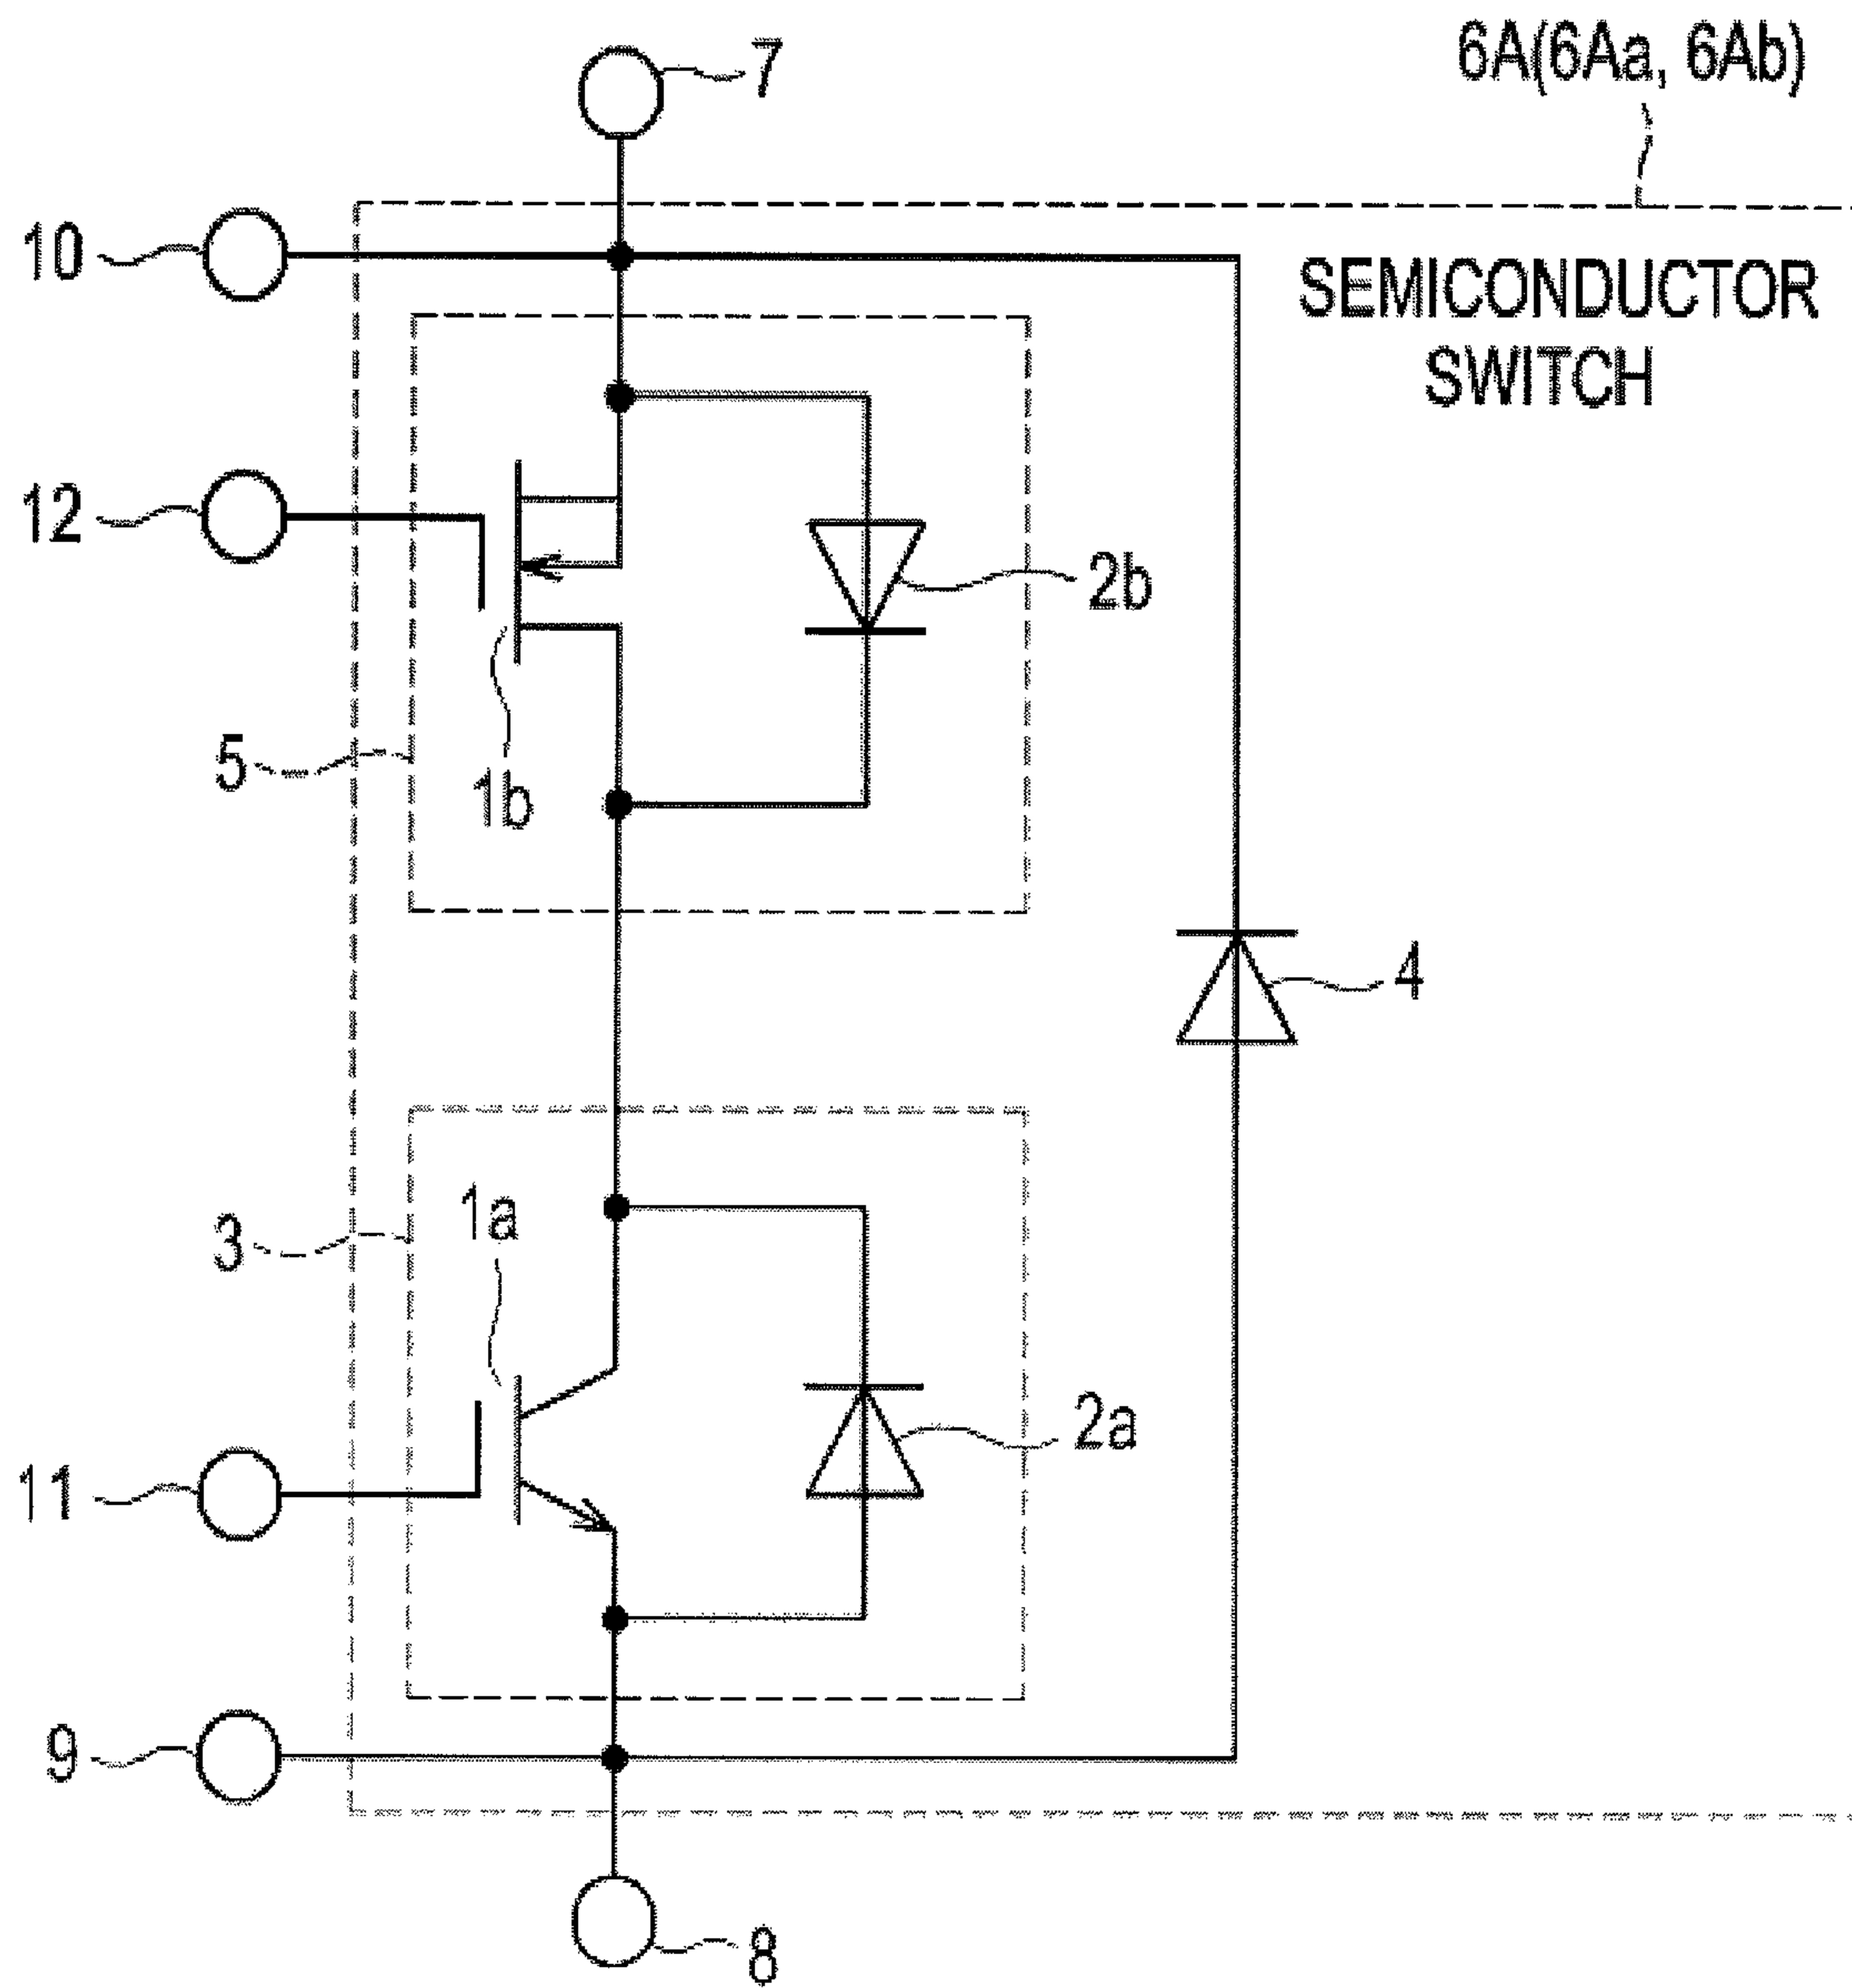 6A(6Aa, 6Ab)
7
10
SEMICONDUCTOR
SWITCH
12
2b
5
1b
4
1a
3
2a
11
9
8